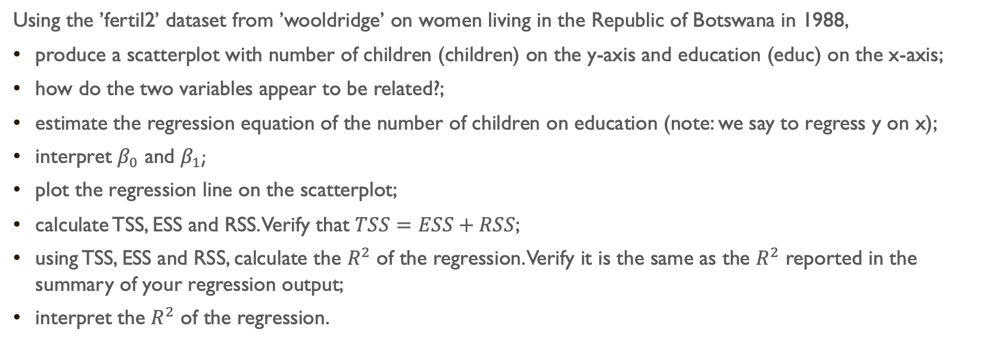 Using the ’fertil2’ dataset from ’wooldridge’ on women living in the Republic of Botswana in 1988,
• produce a scatterplot with number of children (children) on the y-axis and education (educ) on the x-axis;
• how do the two variables appear to be related?;
• estimate the regression equation of the number of children on education (note: we say to regress y on x);
• interpret 𝛽₀ and 𝛽₁;
• plot the regression line on the scatterplot;
• calculate TSS, ESS and RSS. Verify that 𝑇𝑆𝑆 = 𝐸𝑆𝑆 + 𝑅𝑆𝑆;
• using TSS, ESS and RSS, calculate the 𝑅² of the regression. Verify it is the same as the 𝑅² reported in the
summary of your regression output;
• interpret the 𝑅² of the regression.